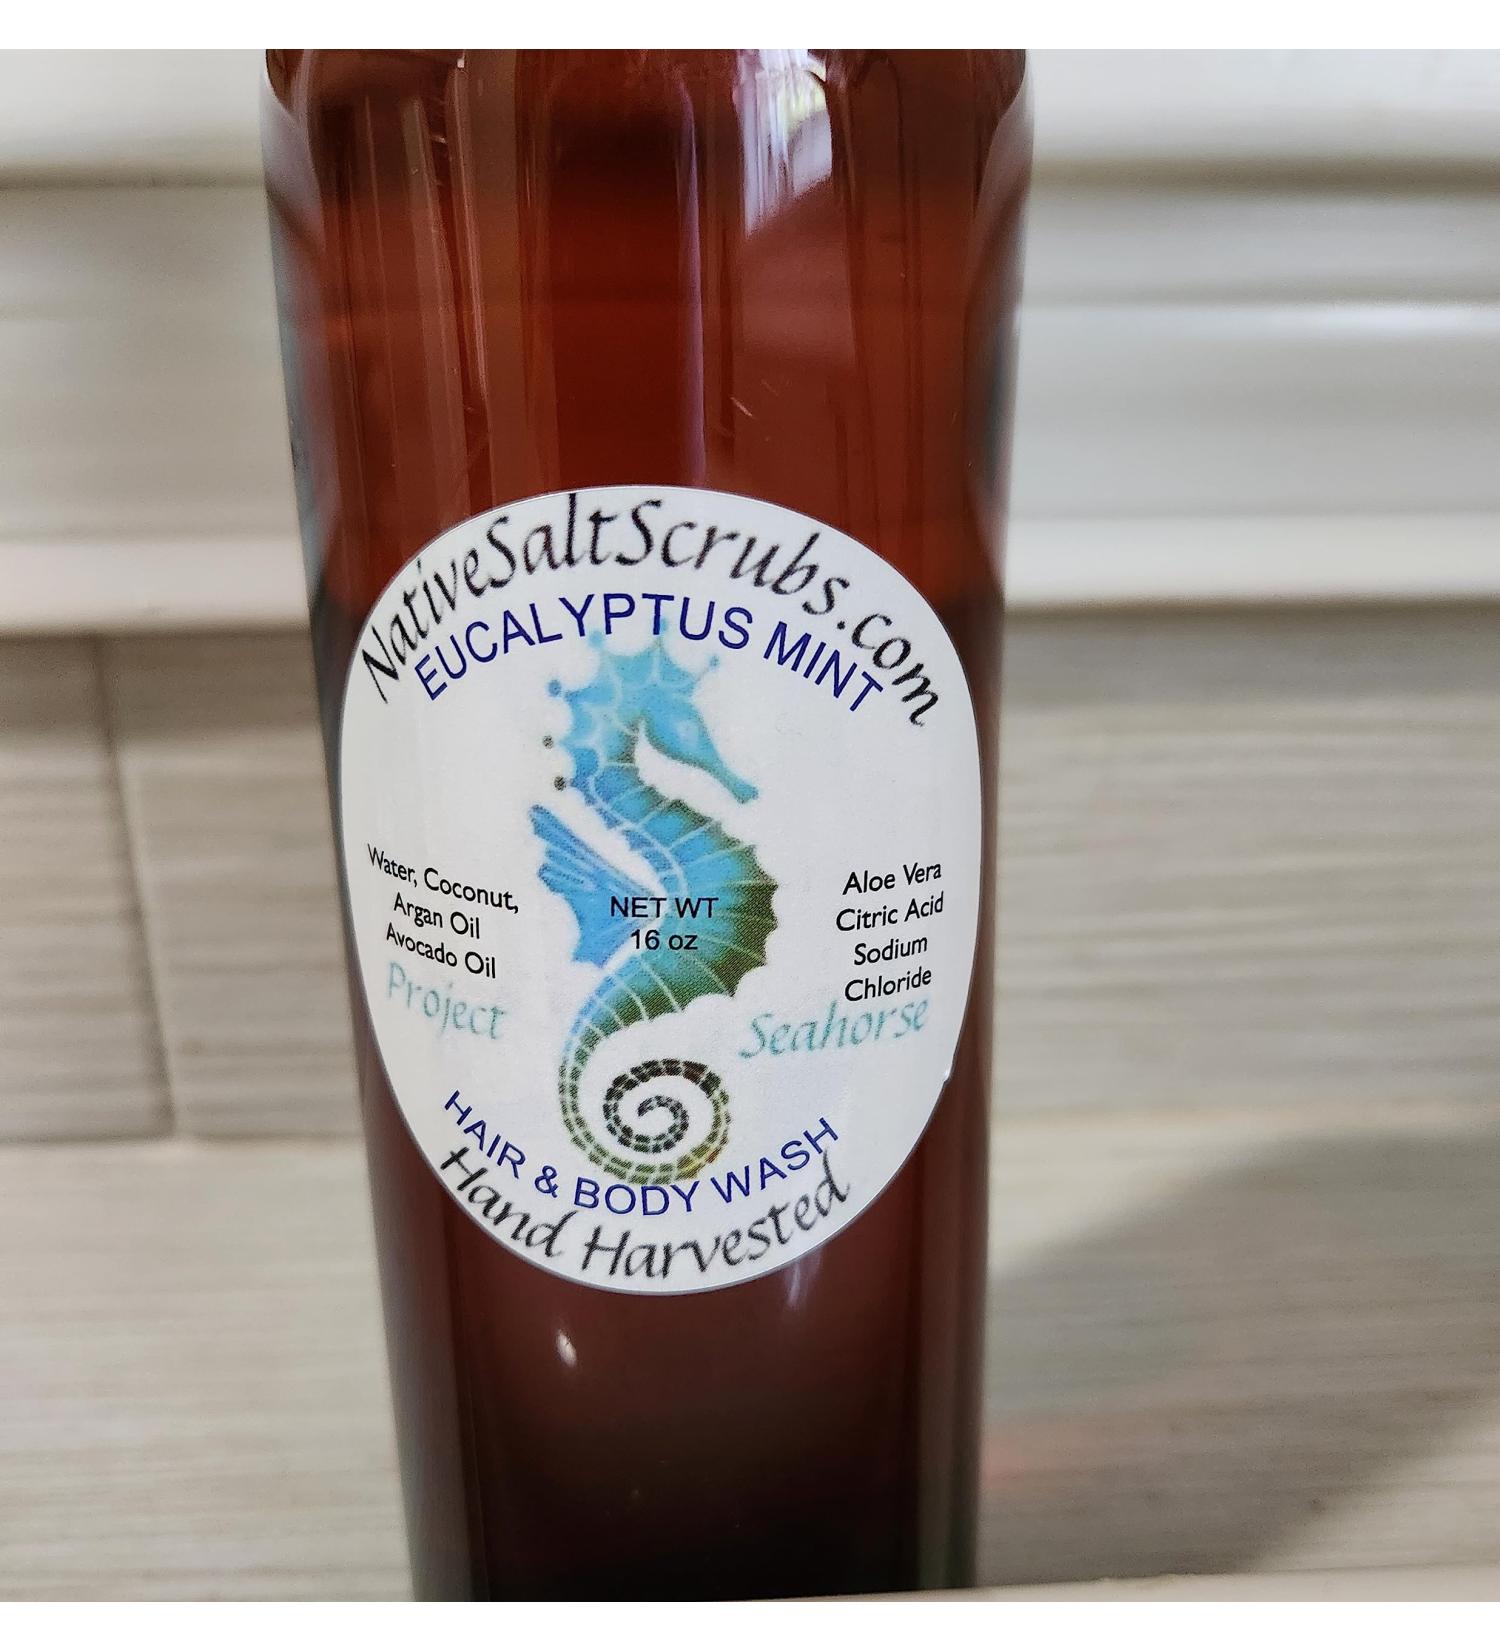 NativeSaltScrubs.com
EUCALYPTUS MINT
Water, Coconut,
Argan Oil
Avocado Oil
NET WT
16 oz
Aloe Vera
Citric Acid
Sodium
Chloride
Project
Seahorse
HAIR & BODY WASH
Hand Harvested